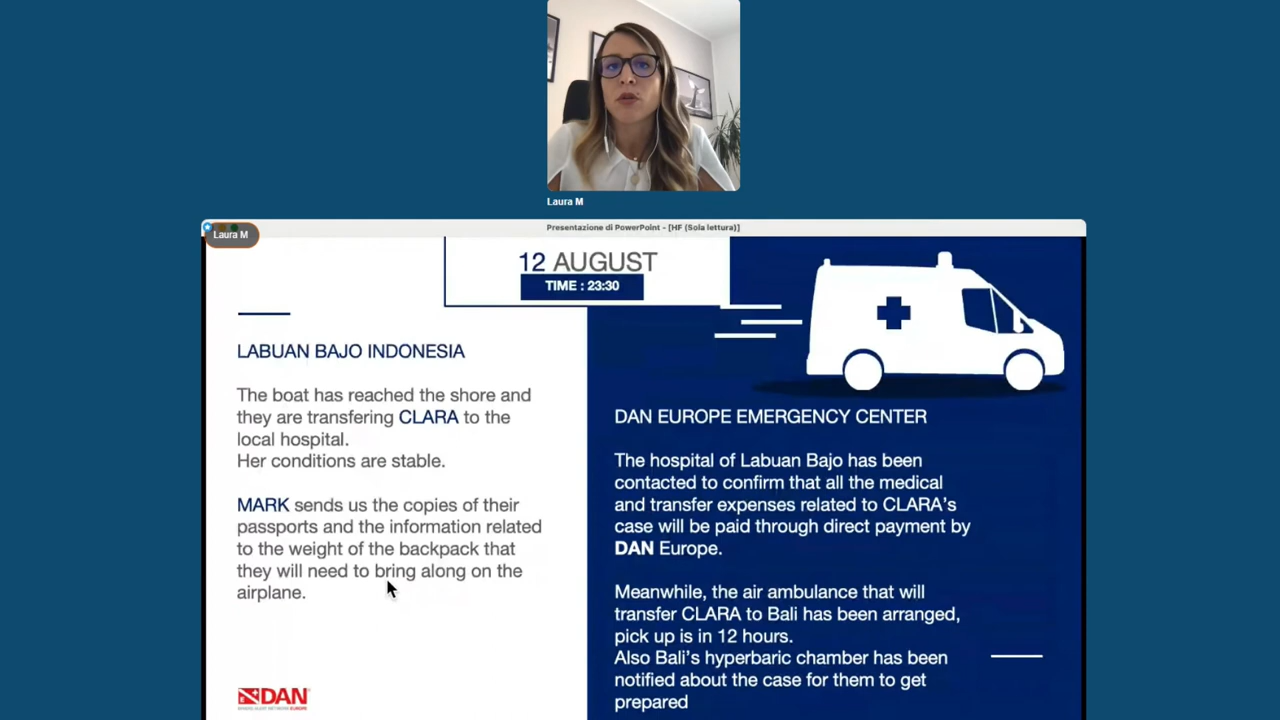 Laura M
Presentazione di PowerPoint - [HF (Sola lettura)]
Laura M
12 AUGUST
TIME : 23:30
LABUAN BAJO INDONESIA
The boat has reached the shore and
they are transfering CLARA to the
local hospital.
Her conditions are stable.
MARK sends us the copies of their
passports and the information related
to the weight of the backpack that
they will need to bring along on the
airplane.
DAN
DAN EUROPE EMERGENCY CENTER
The hospital of Labuan Bajo has been
contacted to confirm that all the medical
and transfer expenses related to CLARA's
case will be paid through direct payment by
DAN Europe.
Meanwhile, the air ambulance that will
transfer CLARA to Bali has been arranged,
pick up is in 12 hours.
Also Bali's hyperbaric chamber has been
notified about the case for them to get
prepared